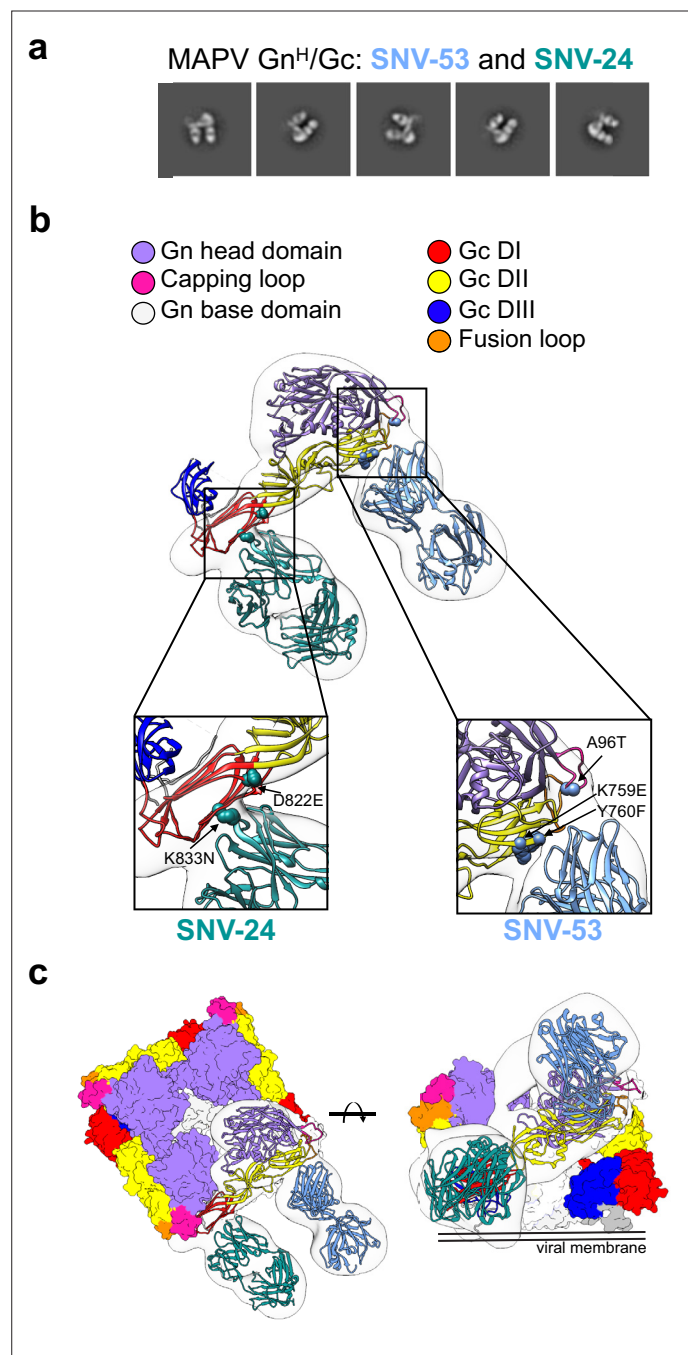 a
MAPV Gnᴴ/Gc: SNV-53 and SNV-24
b
Gn head domain
Capping loop
Gn base domain
Gc DI
Gc DII
Gc DIII
Fusion loop
D822E
K833N
SNV-24
A96T
K759E
Y760F
SNV-53
c
viral membrane